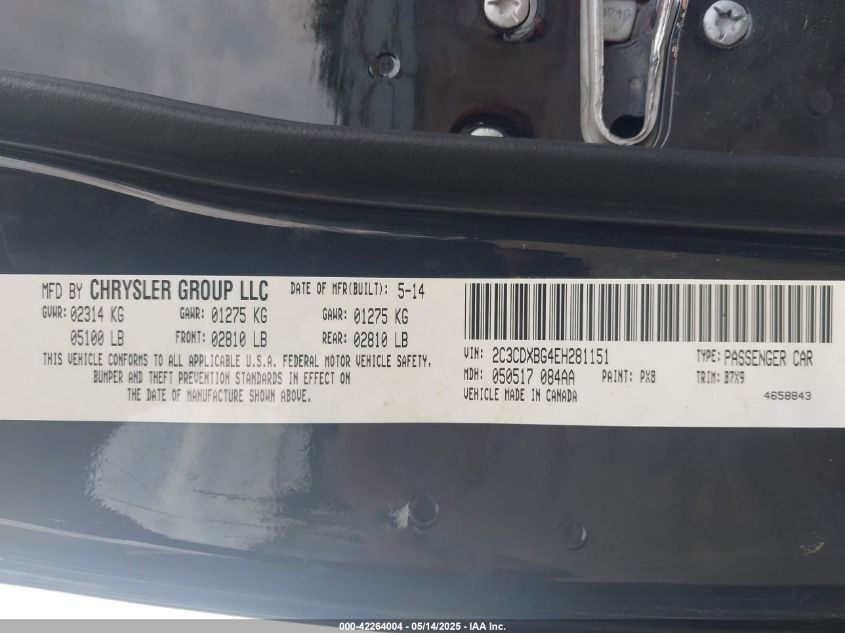 MFD BY CHRYSLER GROUP LLC DATE OF MFR(BUILT): 5-14
GVWR: 02314 KG GAWR: 01275 KG GAWR: 01275 KG
05100 LB FRONT: 02810 LB REAR: 02810 LB
THIS VEHICLE CONFORMS TO ALL APPLICABLE U.S.A. FEDERAL MOTOR VEHICLE SAFETY,
BUMPER AND THEFT PREVENTION STANDARDS IN EFFECT ON
THE DATE OF MANUFACTURE SHOWN ABOVE.
VIN: 2C3CDXBG4EH281151 TYPE: PASSENGER CAR
MDH: 050517 084AA PAINT: PX8 TRIM: B7X9
VEHICLE MADE IN CANADA 4658843
000-42264004 — 05/14/2025 — IAA Inc.